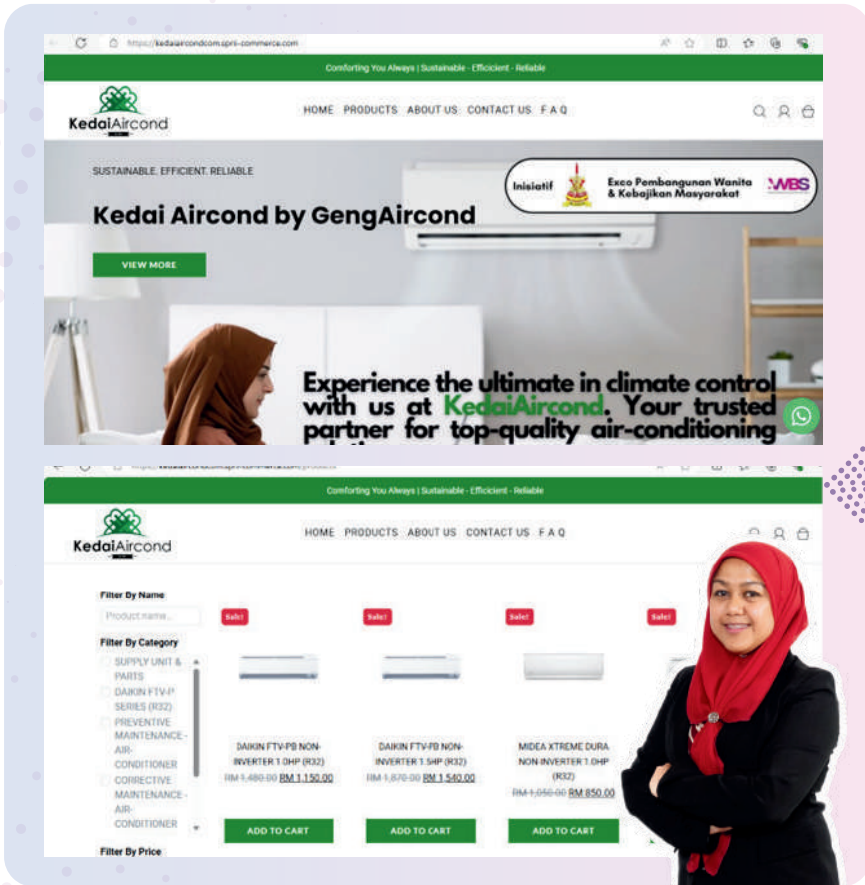 https://kedaiaircondcom.spni-commerce.com
Comforting You Always | Sustainable - Efficicient - Reliable
KedaiAircond
HOME PRODUCTS ABOUT US CONTACT US F A Q
SUSTAINABLE. EFFICIENT. RELIABLE
Inisiatif
Exco Pembangunan Wanita
& Kebajikan Masyarakat
WBS
Kedai Aircond by GengAircond
VIEW MORE
Experience the ultimate in climate control
with us at KedaiAircond. Your trusted
partner for top-quality air-conditioning
Comforting You Always | Sustainable - Efficicient - Reliable
KedaiAircond
HOME PRODUCTS ABOUT US CONTACT US F A Q
Filter By Name
Product name...
Filter By Category
SUPPLY UNIT &
PARTS
DAIKIN FTV-P
SERIES (R32)
PREVENTIVE
MAINTENANCE -
AIR-
CONDITIONER
CORRECTIVE
MAINTENANCE -
AIR-
CONDITIONER
Filter By Price
Sale!
Sale!
Sale!
Sale!
DAIKIN FTV-PB NON-
INVERTER 1.0HP (R32)
RM 1,480.00 RM 1,150.00
ADD TO CART
DAIKIN FTV-PB NON-
INVERTER 1.5HP (R32)
RM 1,870.00 RM 1,540.00
ADD TO CART
MIDEA XTREME DURA
NON-INVERTER 1.0HP
(R32)
RM 1,050.00 RM 850.00
ADD TO CART